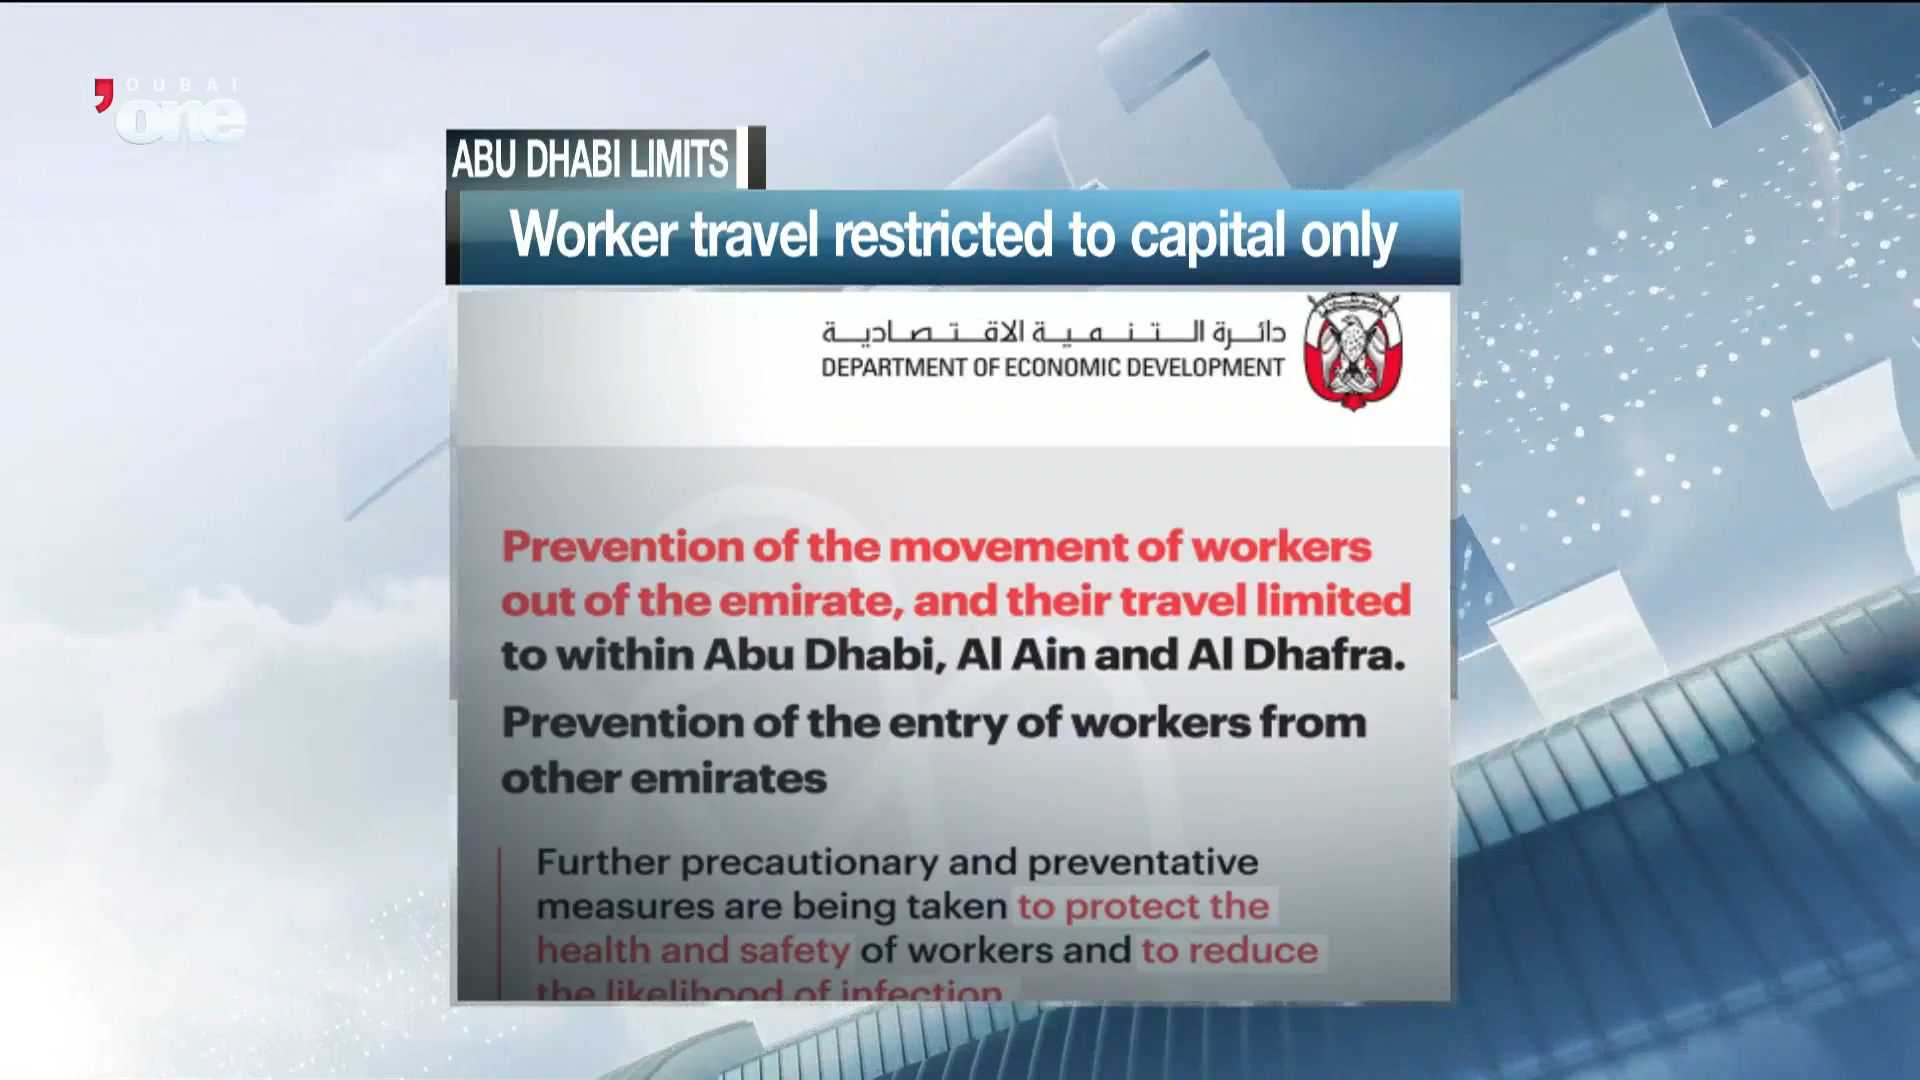 DUBAI
one
ABU DHABI LIMITS
Worker travel restricted to capital only
دائرة الـتـنـمـيـة الاقـتـصـاديـة
DEPARTMENT OF ECONOMIC DEVELOPMENT
Prevention of the movement of workers
out of the emirate, and their travel limited
to within Abu Dhabi, Al Ain and Al Dhafra.
Prevention of the entry of workers from
other emirates
Further precautionary and preventative
measures are being taken to protect the
health and safety of workers and to reduce
the likelihood of infection